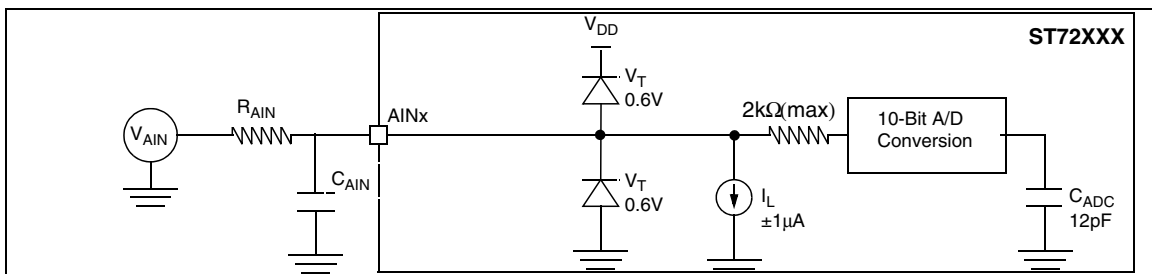 V_DD
ST72XXX
V_T
0.6V
R_AIN
AINx
2kΩ(max)
10-Bit A/D
Conversion
V_AIN
C_AIN
V_T
0.6V
I_L
±1μA
C_ADC
12pF